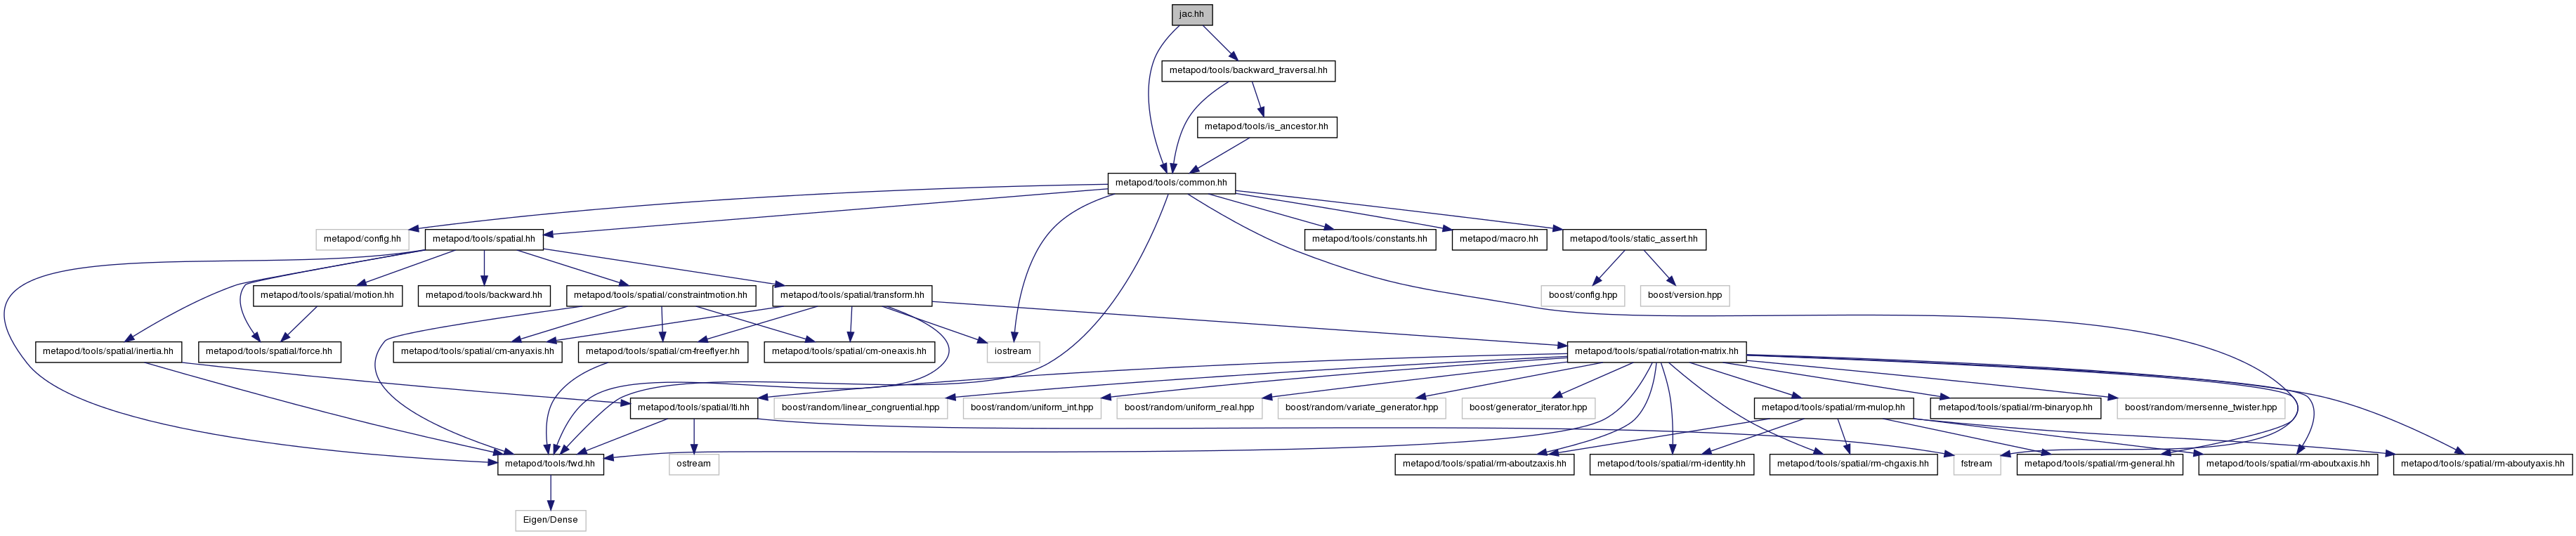 jac.hh
metapod/tools/backward_traversal.hh
metapod/tools/is_ancestor.hh
metapod/tools/common.hh
metapod/config.hh
metapod/tools/spatial.hh
metapod/tools/constants.hh
metapod/macro.hh
metapod/tools/static_assert.hh
metapod/tools/spatial/motion.hh
metapod/tools/backward.hh
metapod/tools/spatial/constraintmotion.hh
metapod/tools/spatial/transform.hh
boost/config.hpp
boost/version.hpp
metapod/tools/spatial/inertia.hh
metapod/tools/spatial/force.hh
metapod/tools/spatial/cm-anyaxis.hh
metapod/tools/spatial/cm-freeflyer.hh
metapod/tools/spatial/cm-oneaxis.hh
iostream
metapod/tools/spatial/rotation-matrix.hh
metapod/tools/spatial/lti.hh
boost/random/linear_congruential.hpp
boost/random/uniform_int.hpp
boost/random/uniform_real.hpp
boost/random/variate_generator.hpp
boost/generator_iterator.hpp
metapod/tools/spatial/rm-mulop.hh
metapod/tools/spatial/rm-binaryop.hh
boost/random/mersenne_twister.hpp
metapod/tools/fwd.hh
ostream
metapod/tools/spatial/rm-aboutzaxis.hh
metapod/tools/spatial/rm-identity.hh
metapod/tools/spatial/rm-chgaxis.hh
fstream
metapod/tools/spatial/rm-general.hh
metapod/tools/spatial/rm-aboutxaxis.hh
metapod/tools/spatial/rm-aboutyaxis.hh
Eigen/Dense